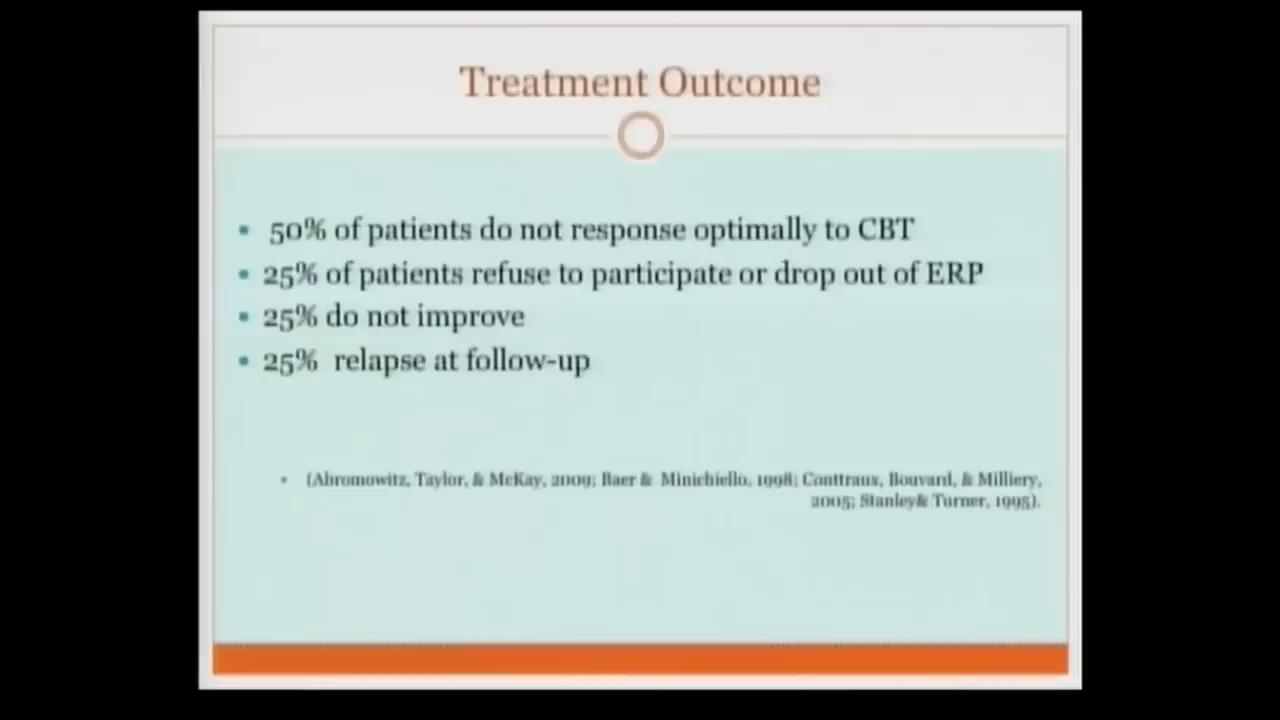 Treatment Outcome
• 50% of patients do not response optimally to CBT
• 25% of patients refuse to participate or drop out of ERP
• 25% do not improve
• 25% relapse at follow-up
• (Abromowitz, Taylor, & McKay, 2009; Baer & Minichiello, 1998; Conttraux, Bouvard, & Milliery,
2005; Stanley& Turner, 1995).